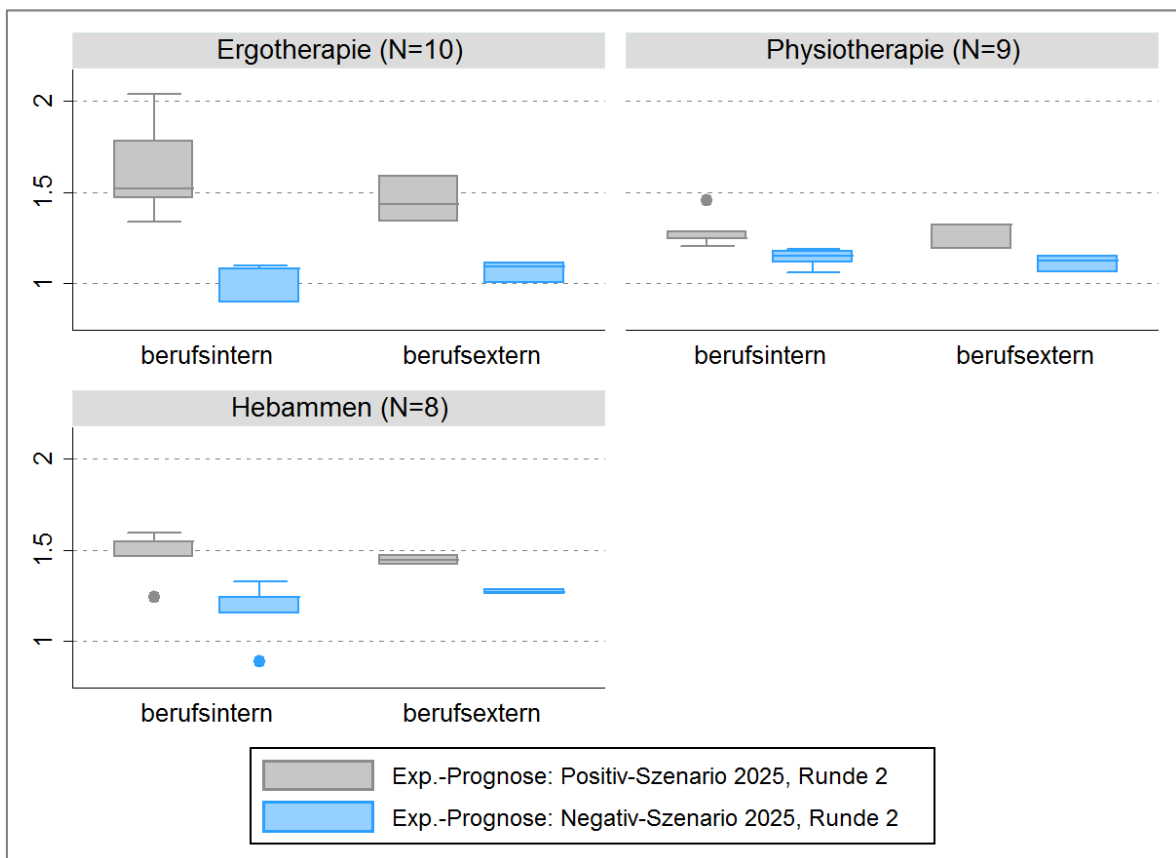 Ergotherapie (N=10)
Physiotherapie (N=9)
2
1.5
1
berufsintern
berufsextern
berufsintern
berufsextern
Hebammen (N=8)
2
1.5
1
berufsintern
berufsextern
Exp.-Prognose: Positiv-Szenario 2025, Runde 2
Exp.-Prognose: Negativ-Szenario 2025, Runde 2